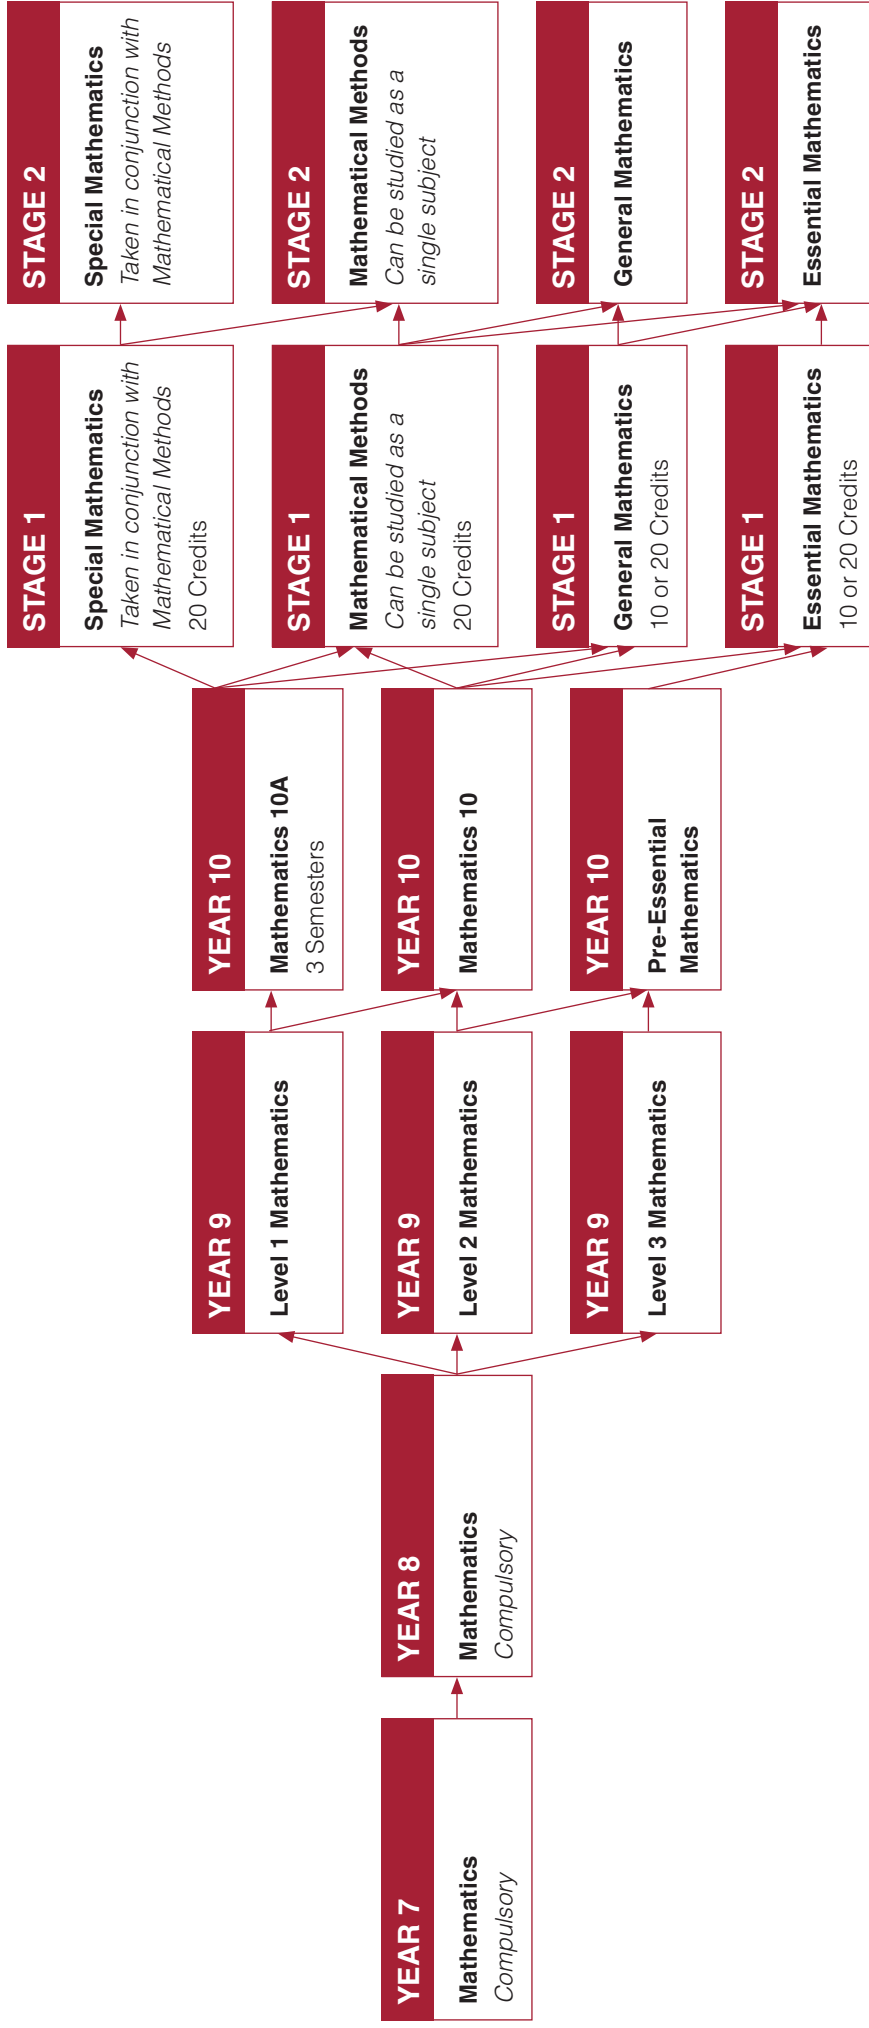 YEAR 7
Mathematics
Compulsory
YEAR 8
Mathematics
Compulsory
YEAR 9
Level 1 Mathematics
YEAR 9
Level 2 Mathematics
YEAR 9
Level 3 Mathematics
YEAR 10
Mathematics 10A
3 Semesters
YEAR 10
Mathematics 10
YEAR 10
Pre-Essential
Mathematics
STAGE 1
Special Mathematics
Taken in conjunction with
Mathematical Methods
20 Credits
STAGE 1
Mathematical Methods
Can be studied as a
single subject
20 Credits
STAGE 1
General Mathematics
10 or 20 Credits
STAGE 1
Essential Mathematics
10 or 20 Credits
STAGE 2
Special Mathematics
Taken in conjunction with
Mathematical Methods
STAGE 2
Mathematical Methods
Can be studied as a
single subject
STAGE 2
General Mathematics
STAGE 2
Essential Mathematics